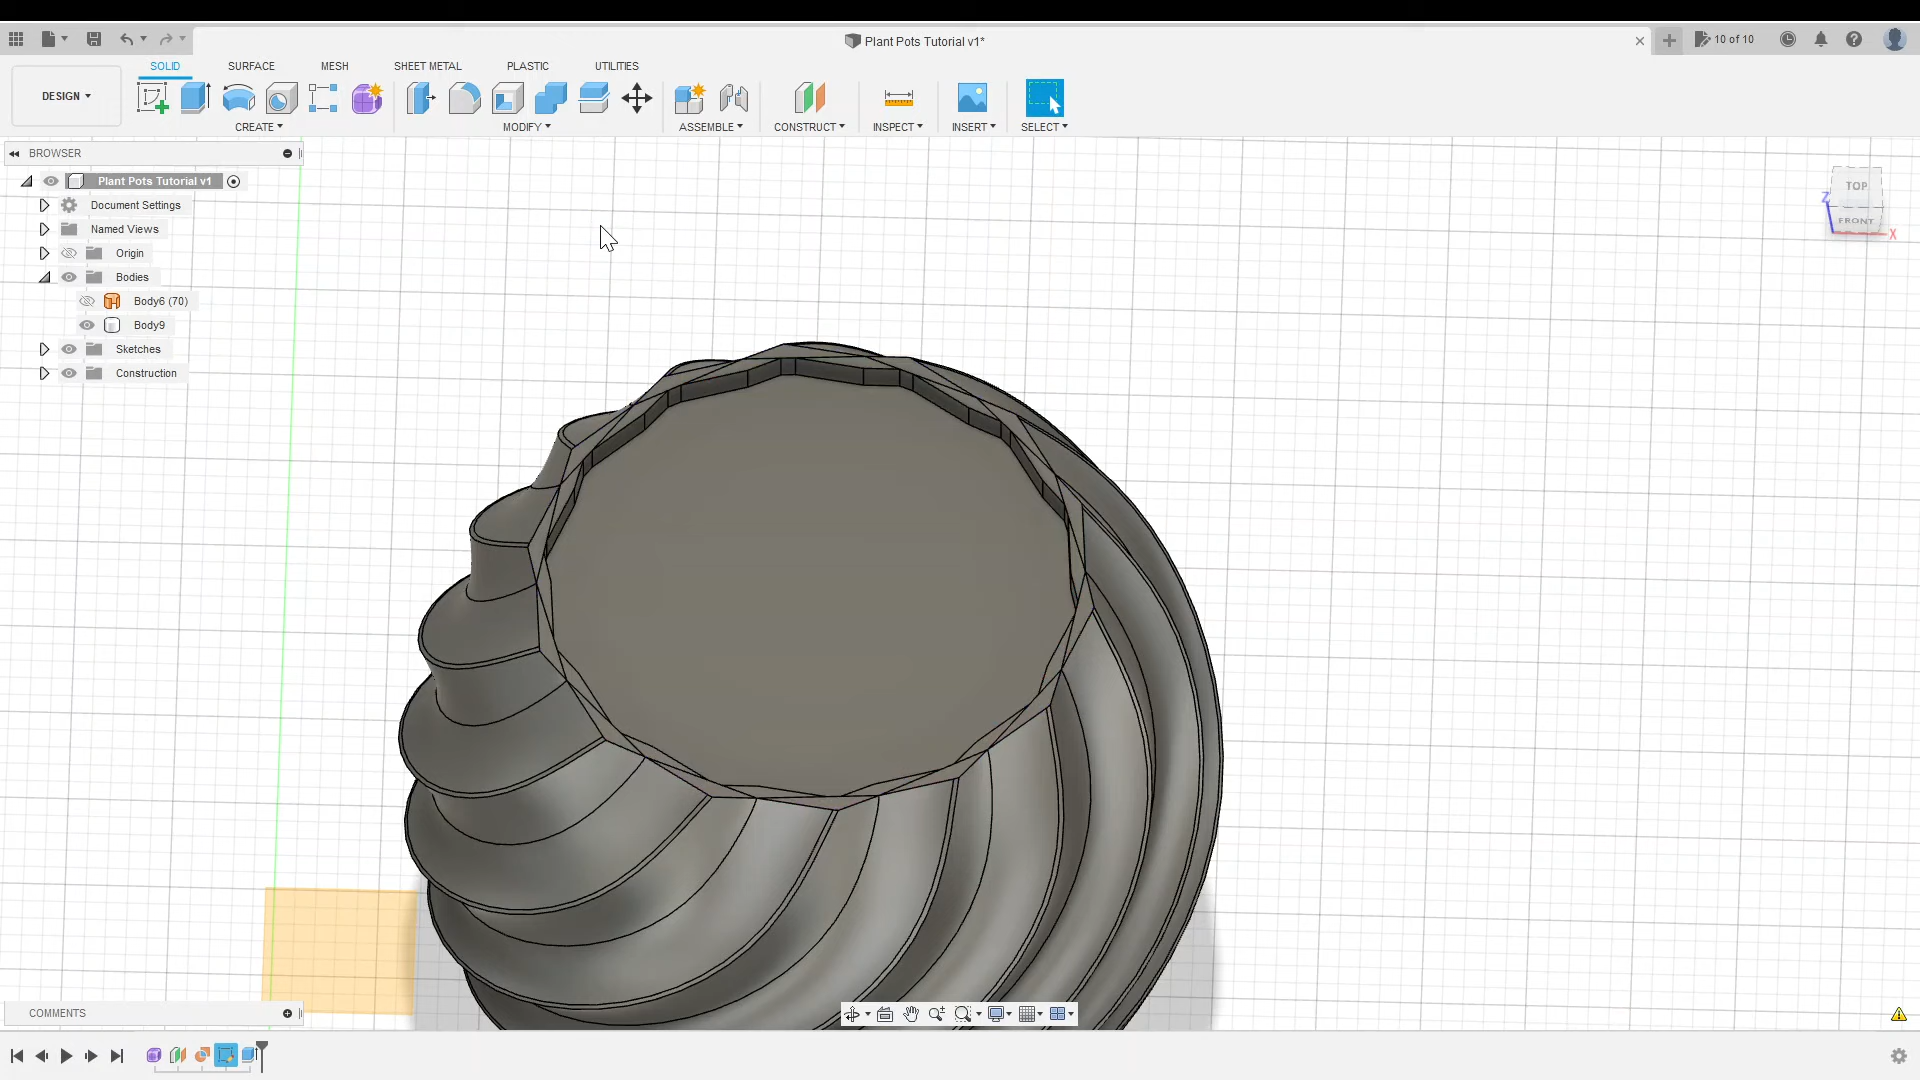 Plant Pots Tutorial v1*
10 of 10
SOLID
SURFACE
MESH
SHEET METAL
PLASTIC
UTILITIES
DESIGN
CREATE
MODIFY
ASSEMBLE
CONSTRUCT
INSPECT
INSERT
SELECT
BROWSER
Plant Pots Tutorial v1
Document Settings
Named Views
Origin
Bodies
Body6 (70)
Body9
Sketches
Construction
TOP
Z
FRONT
X
COMMENTS